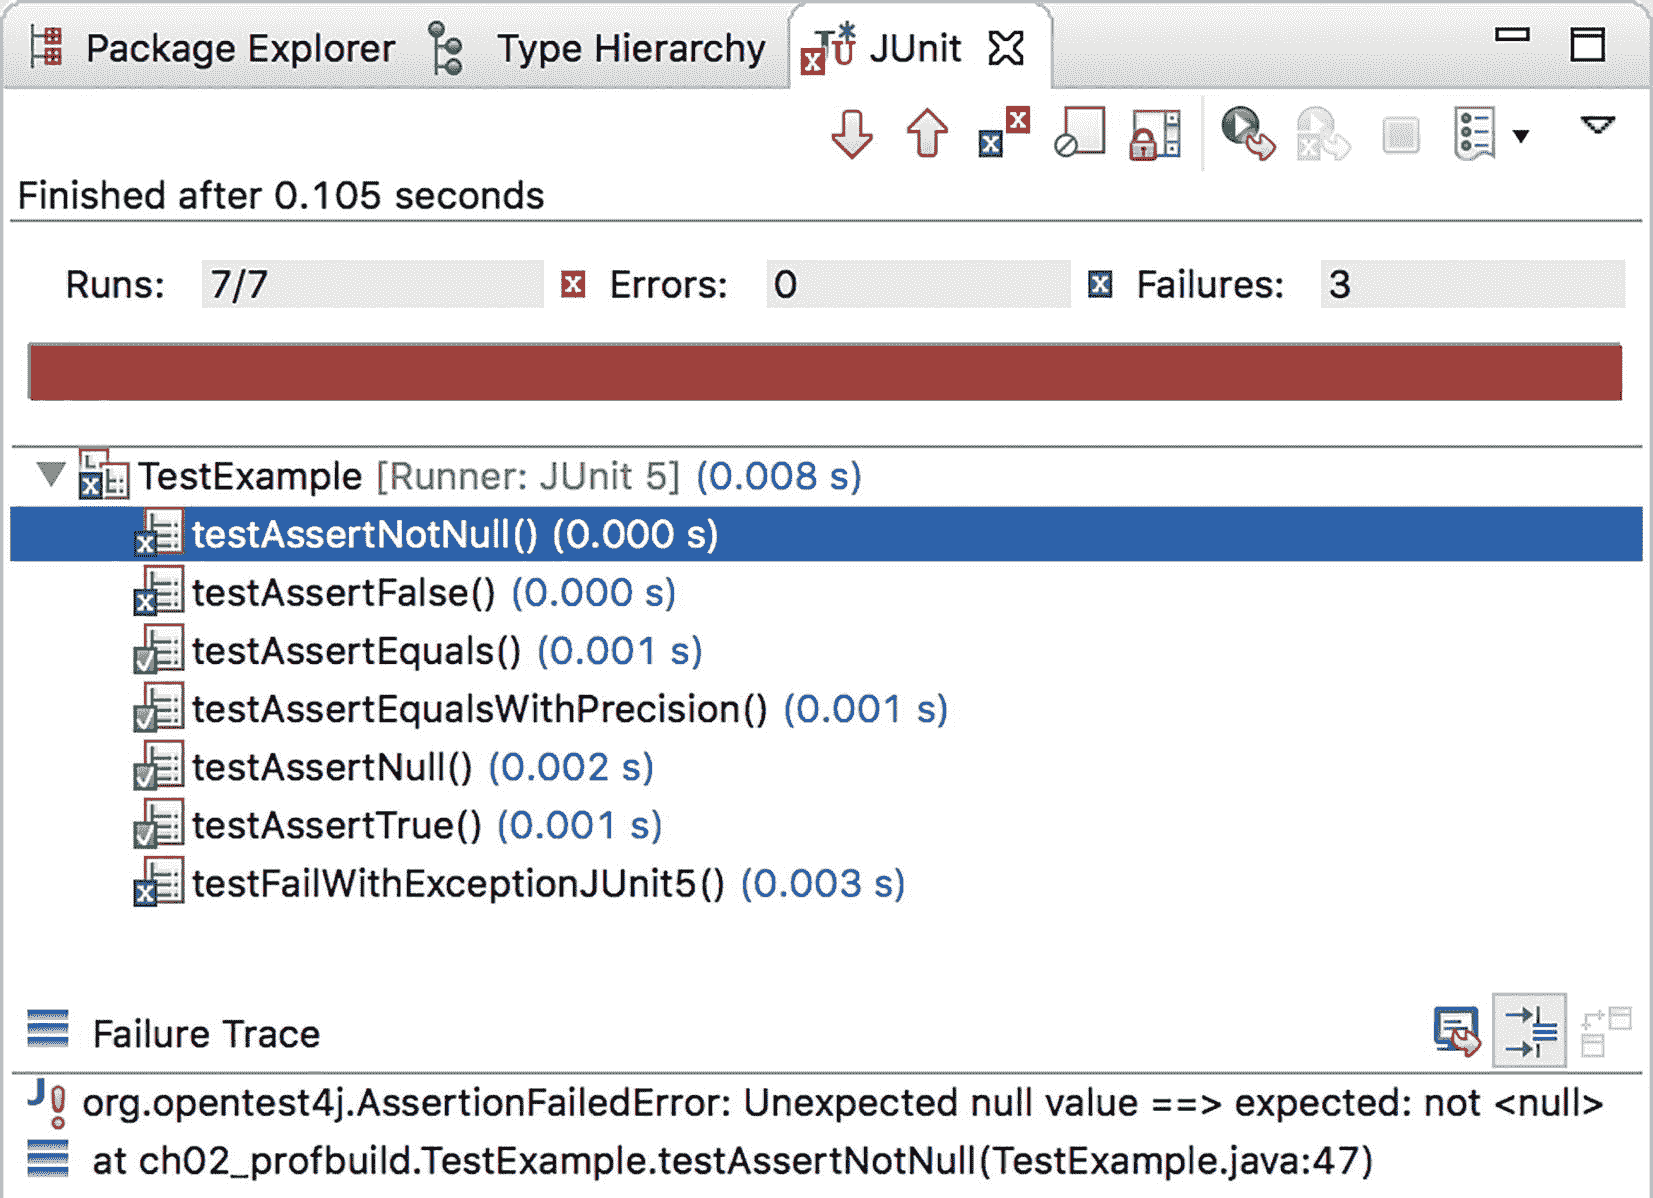 Package Explorer Type Hierarchy JUnit
Finished after 0.105 seconds
Runs: 7/7 Errors: 0 Failures: 3
TestExample [Runner: JUnit 5] (0.008 s)
testAssertNotNull() (0.000 s)
testAssertFalse() (0.000 s)
testAssertEquals() (0.001 s)
testAssertEqualsWithPrecision() (0.001 s)
testAssertNull() (0.002 s)
testAssertTrue() (0.001 s)
testFailWithExceptionJUnit5() (0.003 s)
Failure Trace
org.opentest4j.AssertionFailedError: Unexpected null value ==> expected: not <null>
at ch02_profbuild.TestExample.testAssertNotNull(TestExample.java:47)